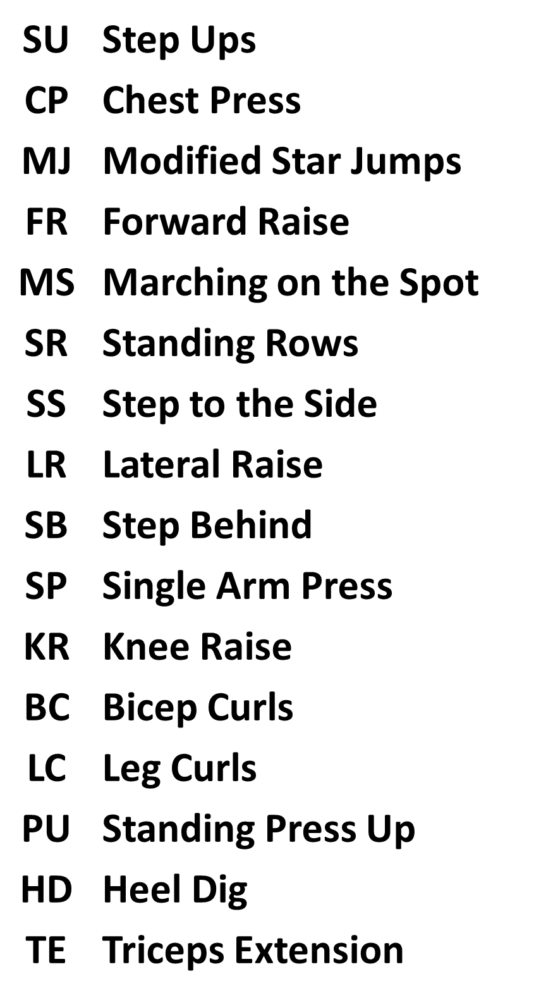 SU Step Ups
CP Chest Press
MJ Modified Star Jumps
FR Forward Raise
MS Marching on the Spot
SR Standing Rows
SS Step to the Side
LR Lateral Raise
SB Step Behind
SP Single Arm Press
KR Knee Raise
BC Bicep Curls
LC Leg Curls
PU Standing Press Up
HD Heel Dig
TE Triceps Extension